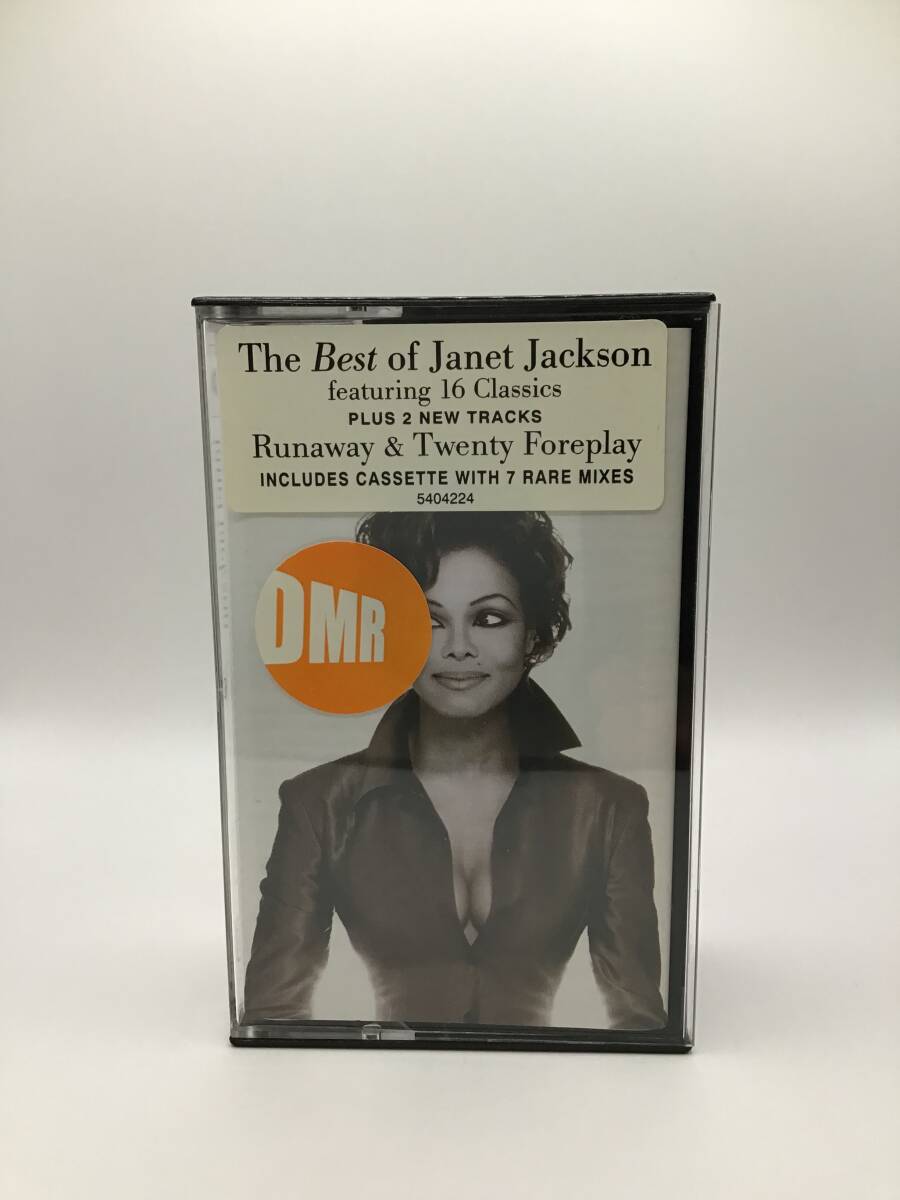 The Best of Janet Jackson
featuring 16 Classics
PLUS 2 NEW TRACKS
Runaway & Twenty Foreplay
INCLUDES CASSETTE WITH 7 RARE MIXES
5404224
DMR